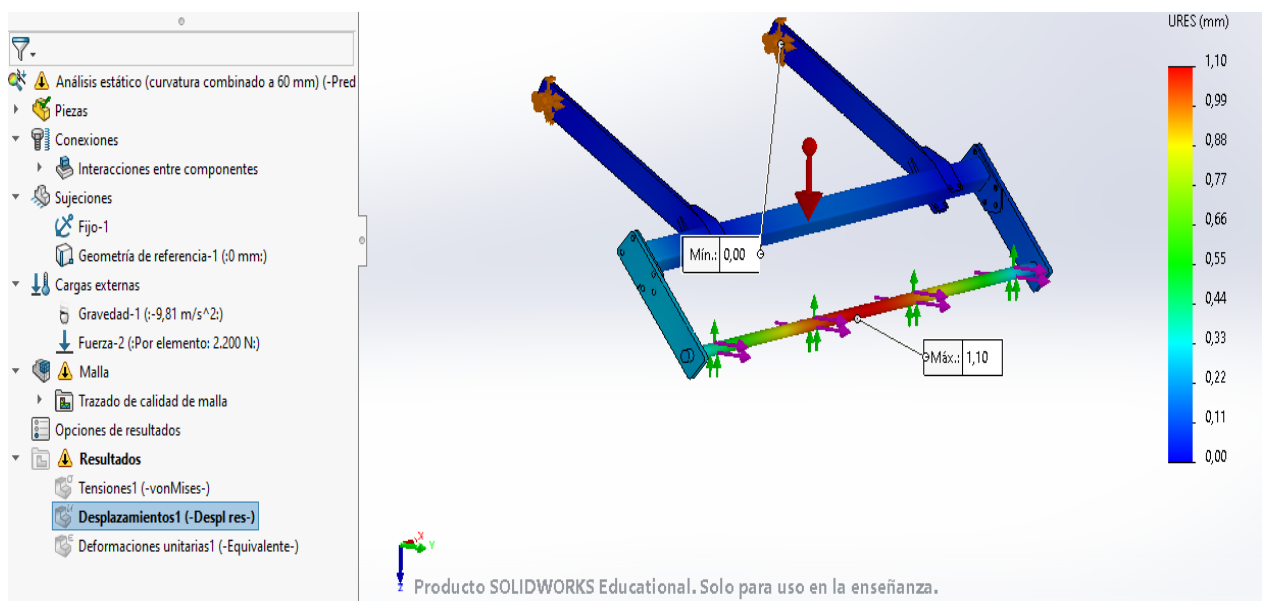 Análisis estático (curvatura combinado a 60 mm) (-Pred
Piezas
Conexiones
Interacciones entre componentes
Sujeciones
Fijo-1
Geometría de referencia-1 (:0 mm:)
Cargas externas
Gravedad-1 (:-9,81 m/s^2:)
Fuerza-2 (:Por elemento: 2.200 N:)
Malla
Trazado de calidad de malla
Opciones de resultados
Resultados
Tensiones1 (-vonMises-)
Desplazamientos1 (-Despl res-)
Deformaciones unitarias1 (-Equivalente-)
Mín.: 0,00
Máx.: 1,10
URES (mm)
1,10
0,99
0,88
0,77
0,66
0,55
0,44
0,33
0,22
0,11
0,00
X
Y
Z
Producto SOLIDWORKS Educational. Solo para uso en la enseñanza.